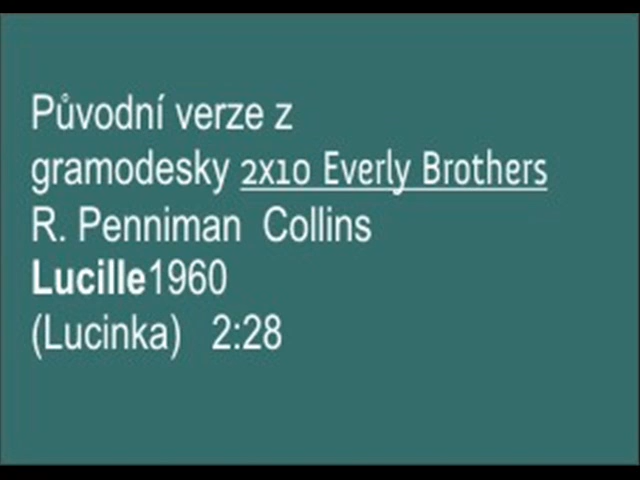 Původní verze z
gramodesky 2x10 Everly Brothers
R. Penniman  Collins
Lucille1960
(Lucinka)   2:28